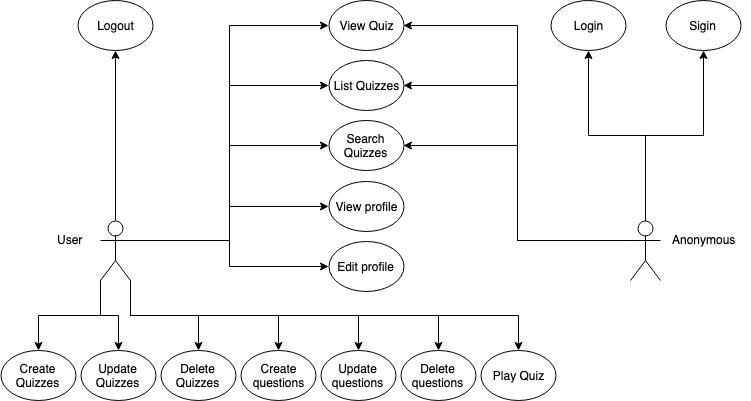 Logout
View Quiz
Login
Sigin
List Quizzes
Search
Quizzes
View profile
User
Anonymous
Edit profile
Create
Quizzes
Update
Quizzes
Delete
Quizzes
Create
questions
Update
questions
Delete
questions
Play Quiz